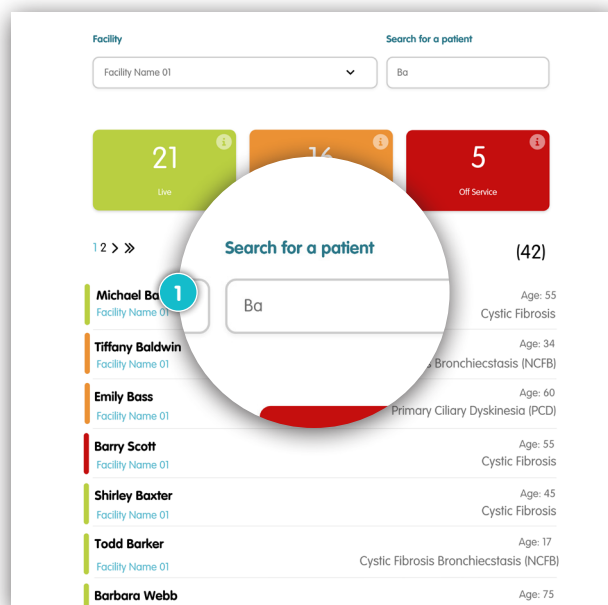 Facility
Search for a patient
Facility Name 01
Ba
21
16
5
Live
Off Service
1 2
(42)
Search for a patient
Ba
1
Michael Ba
Age: 55
Facility Name 01
Cystic Fibrosis
Tiffany Baldwin
Age: 34
Facility Name 01
Bronchiecstasis (NCFB)
Emily Bass
Age: 60
Facility Name 01
Primary Ciliary Dyskinesia (PCD)
Barry Scott
Age: 55
Facility Name 01
Cystic Fibrosis
Shirley Baxter
Age: 45
Facility Name 01
Cystic Fibrosis
Todd Barker
Age: 17
Facility Name 01
Cystic Fibrosis Bronchiecstasis (NCFB)
Barbara Webb
Age: 75